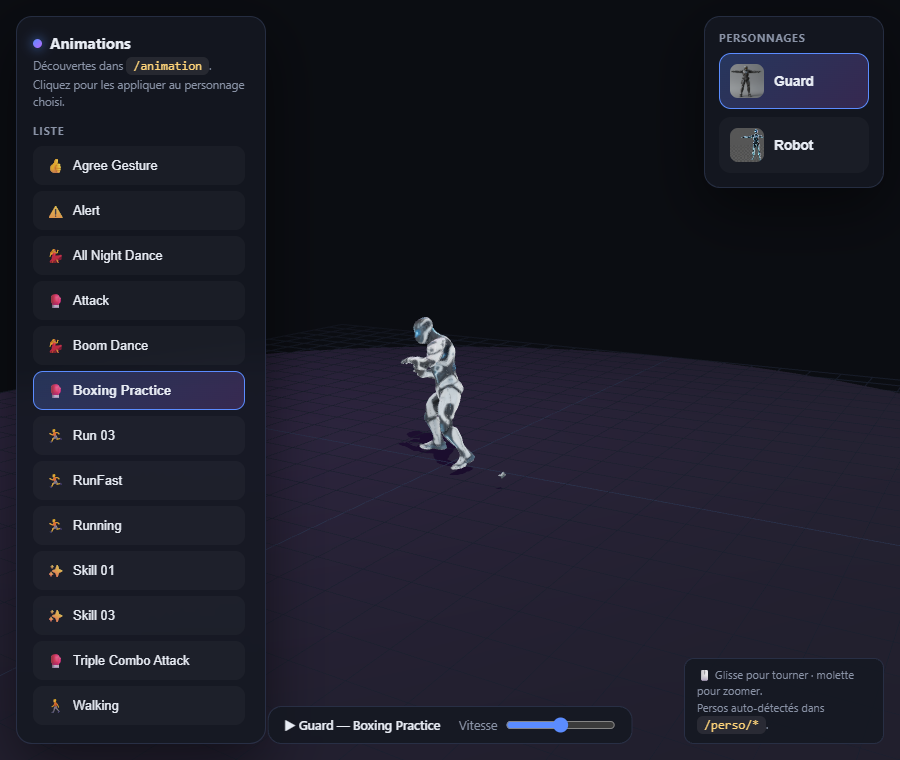 Animations
Découvertes dans /animation.
Cliquez pour les appliquer au personnage
choisi.
LISTE
👍 Agree Gesture
⚠️ Alert
💃 All Night Dance
🥊 Attack
💃 Boom Dance
🥊 Boxing Practice
🏃 Run 03
🏃 RunFast
🏃 Running
✨ Skill 01
✨ Skill 03
🥊 Triple Combo Attack
🚶 Walking
PERSONNAGES
Guard
Robot
▶ Guard — Boxing Practice Vitesse
🖱️ Glisse pour tourner · molette
pour zoomer.
Persos auto-détectés dans
/perso/*.